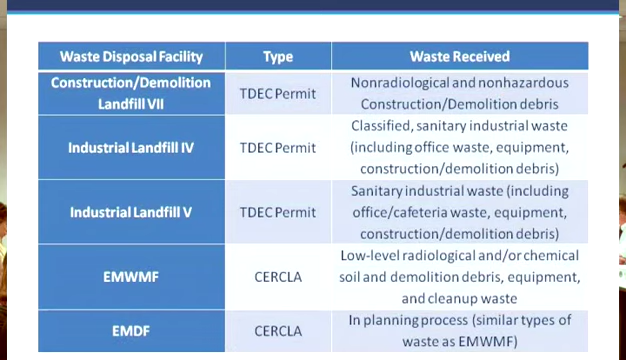 Waste Disposal Facility Type Waste Received
Construction/Demolition
Landfill VII
TDEC Permit
Nonradiological and nonhazardous
Construction/Demolition debris
Industrial Landfill IV
TDEC Permit
Classified, sanitary industrial waste
(including office waste, equipment,
construction/demolition debris)
Industrial Landfill V
TDEC Permit
Sanitary industrial waste (including
office/cafeteria waste, equipment,
construction/demolition debris)
EMWMF
CERCLA
Low-level radiological and/or chemical
soil and demolition debris, equipment,
and cleanup waste
EMDF
CERCLA
In planning process (similar types of
waste as EMWMF)